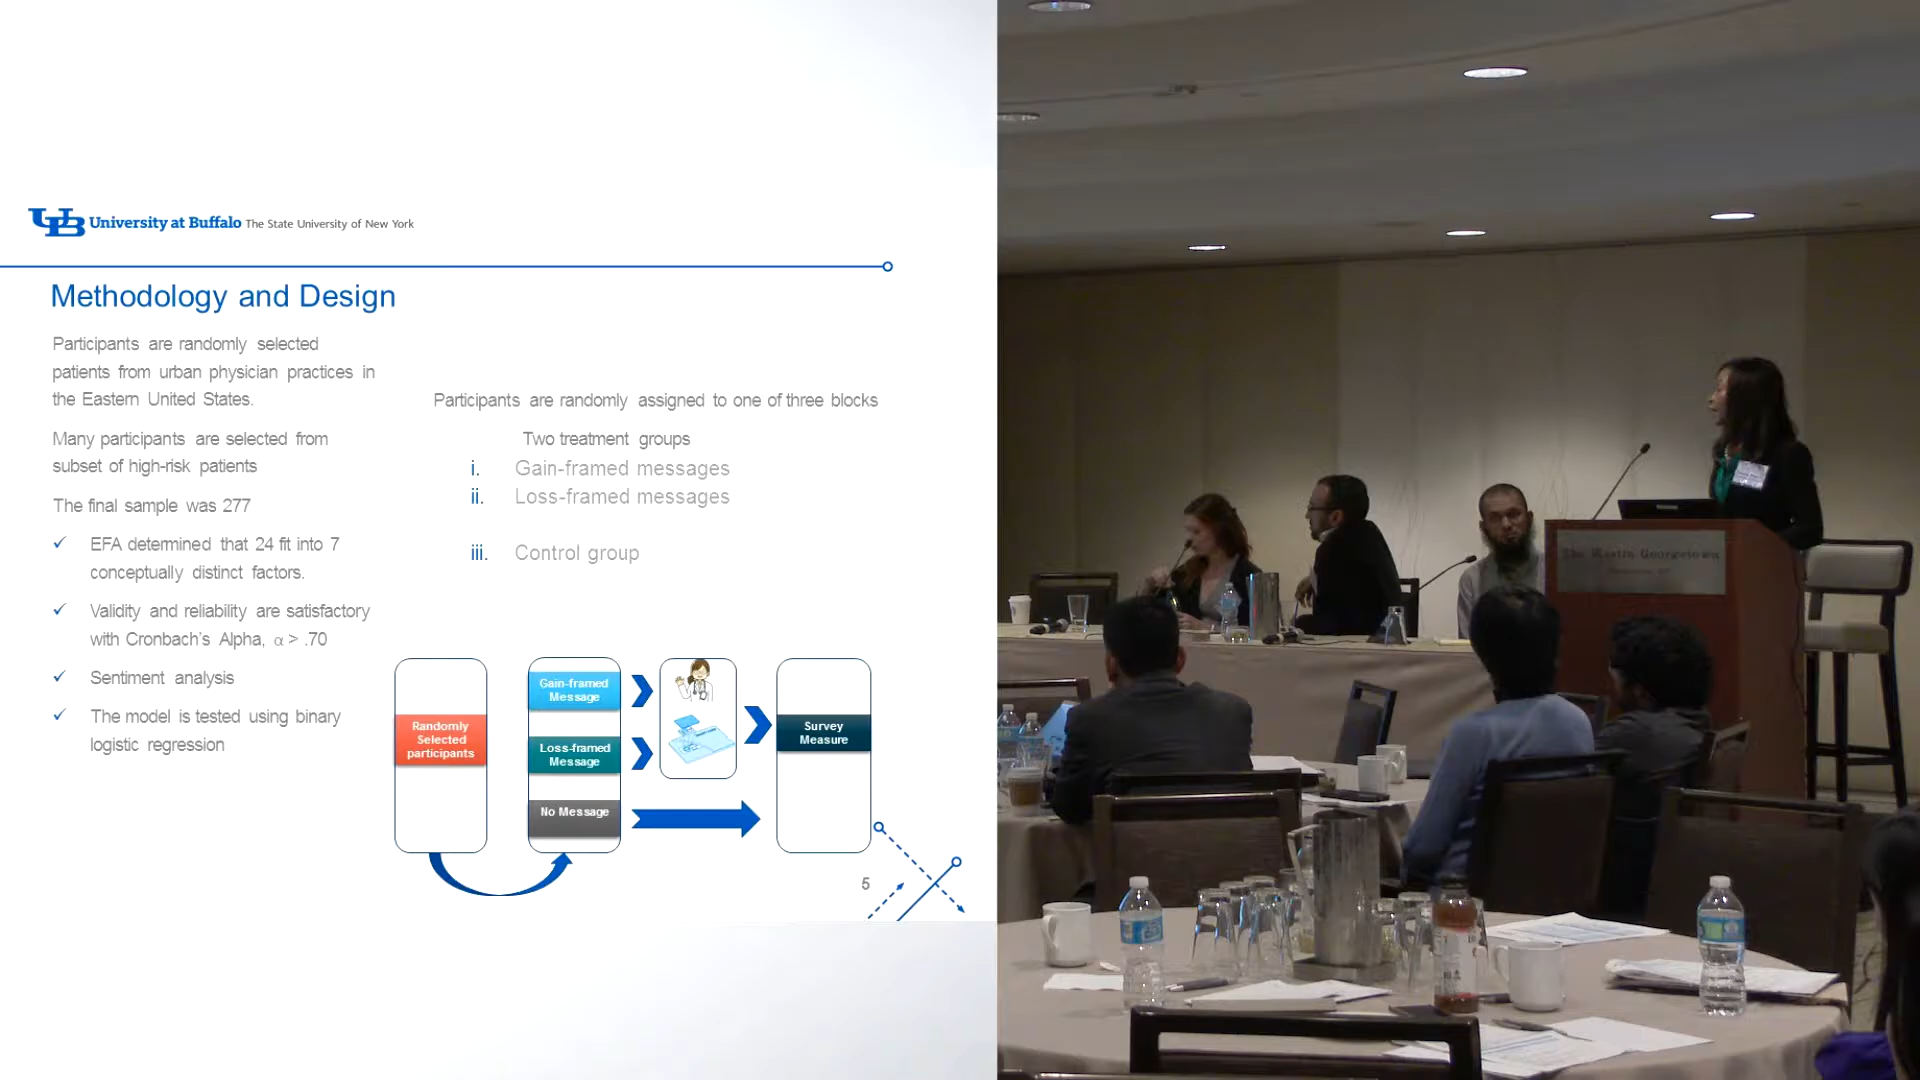 University at Buffalo The State University of New York
Methodology and Design
Participants are randomly selected
patients from urban physician practices in
the Eastern United States.
Many participants are selected from
subset of high-risk patients
The final sample was 277
✓ EFA determined that 24 fit into 7
conceptually distinct factors.
✓ Validity and reliability are satisfactory
with Cronbach's Alpha, α > .70
✓ Sentiment analysis
✓ The model is tested using binary
logistic regression
Participants are randomly assigned to one of three blocks
Two treatment groups
i. Gain-framed messages
ii. Loss-framed messages
iii. Control group
Randomly
Selected
participants
Gain-framed
Message
Loss-framed
Message
No Message
Survey
Measure
5
The Westin Georgetown